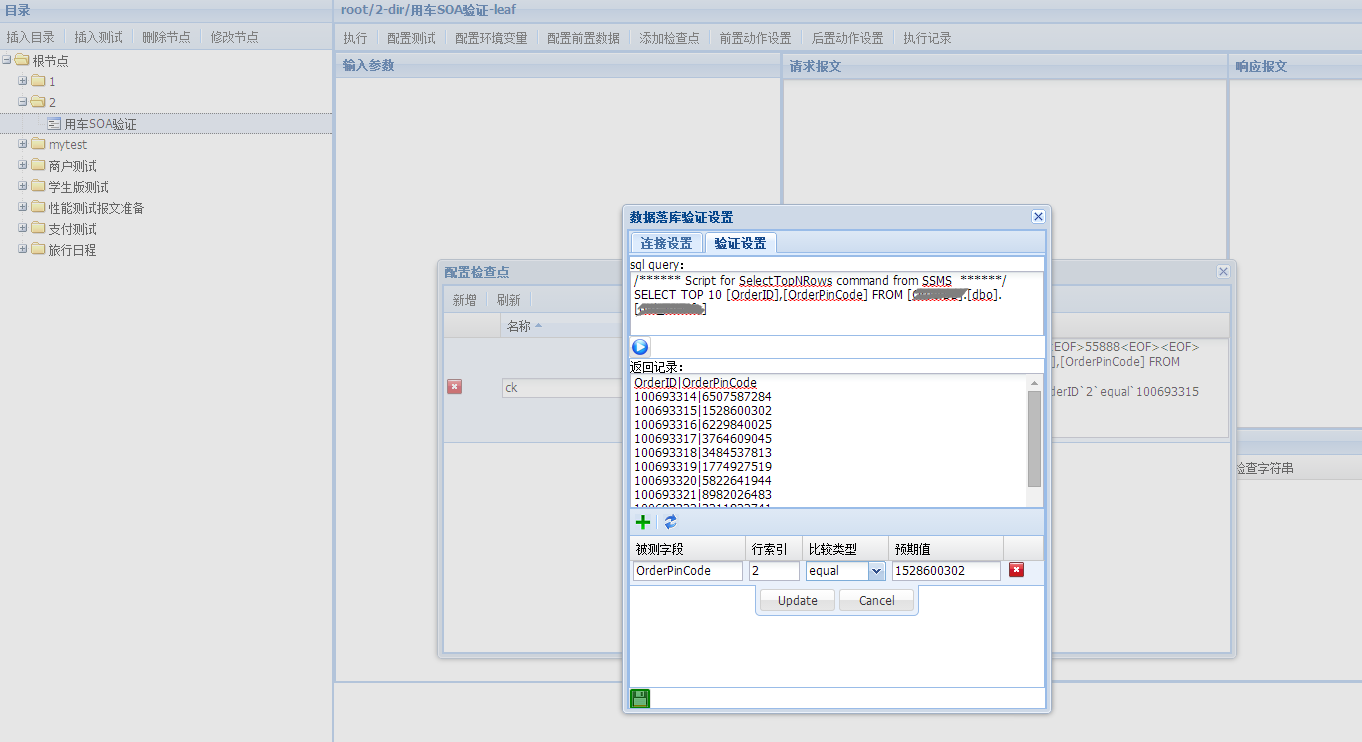 目录
root/2-dir/用车SOA验证-leaf
插入目录 插入测试 删除节点 修改节点
执行 配置测试 配置环境变量 配置前置数据 添加检查点 前置动作设置 后置动作设置 执行记录
根节点
1
2
用车SOA验证
mytest
商户测试
学生版测试
性能测试报文准备
支付测试
旅行日程
输入参数
请求报文
响应报文
配置检查点
新增 刷新
名称
ck
<EOF>55888<EOF><EOF>
],[OrderPinCode] FROM
derID`2`equal`100693315
检查字符串
数据落库验证设置
连接设置 验证设置
sql query:
/****** Script for SelectTopNRows command from SSMS ******/
SELECT TOP 10 [OrderID],[OrderPinCode] FROM [ ].[dbo].
[ ]
返回记录:
OrderID|OrderPinCode
100693314|6507587284
100693315|1528600302
100693316|6229840025
100693317|3764609045
100693318|3484537813
100693319|1774927519
100693320|5822641944
100693321|8982026483
被测字段 行索引 比较类型 预期值
OrderPinCode 2 equal 1528600302
Update Cancel